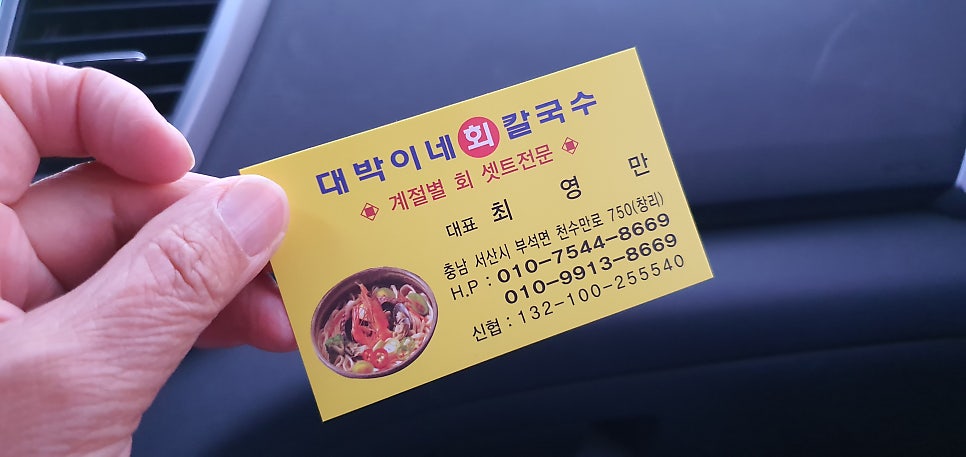 대박이네 회 칼국수
계절별 회 셋트전문
대표 최 영 만
충남 서산시 부석면 천수만로 750(창리)
H.P : 010-7544-8669
010-9913-8669
신협 : 132-100-255540